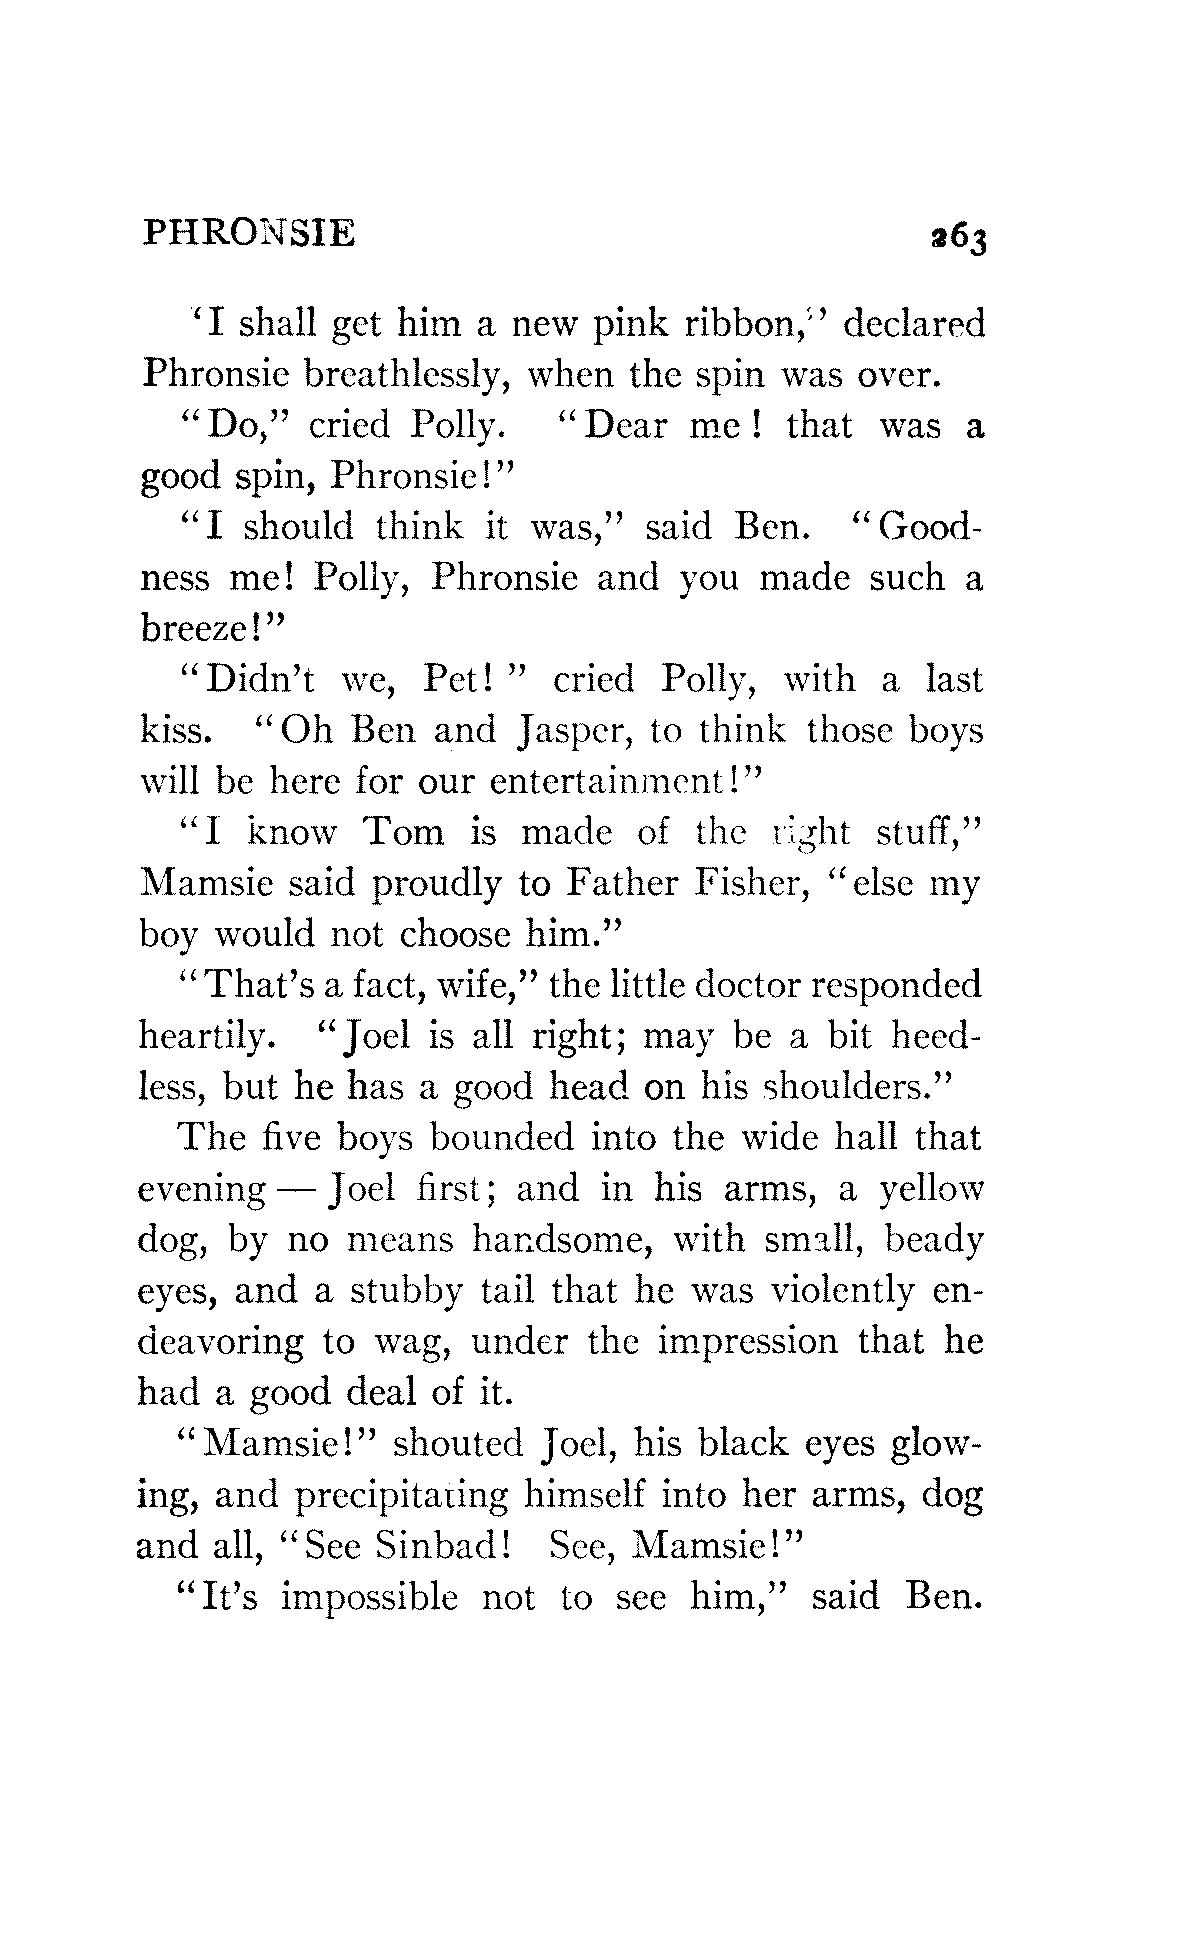 PHRONSIE 263
"I shall get him a new pink ribbon," declared
Phronsie breathlessly, when the spin was over.
"Do," cried Polly. "Dear me! that was a
good spin, Phronsie!"
"I should think it was," said Ben. "Good-
ness me! Polly, Phronsie and you made such a
breeze!"
"Didn't we, Pet!" cried Polly, with a last
kiss. "Oh Ben and Jasper, to think those boys
will be here for our entertainment!"
"I know Tom is made of the right stuff,"
Mamsie said proudly to Father Fisher, "else my
boy would not choose him."
"That's a fact, wife," the little doctor responded
heartily. "Joel is all right; may be a bit heed-
less, but he has a good head on his shoulders."
The five boys bounded into the wide hall that
evening — Joel first; and in his arms, a yellow
dog, by no means handsome, with small, beady
eyes, and a stubby tail that he was violently en-
deavoring to wag, under the impression that he
had a good deal of it.
"Mamsie!" shouted Joel, his black eyes glow-
ing, and precipitating himself into her arms, dog
and all, "See Sinbad! See, Mamsie!"
"It's impossible not to see him," said Ben.